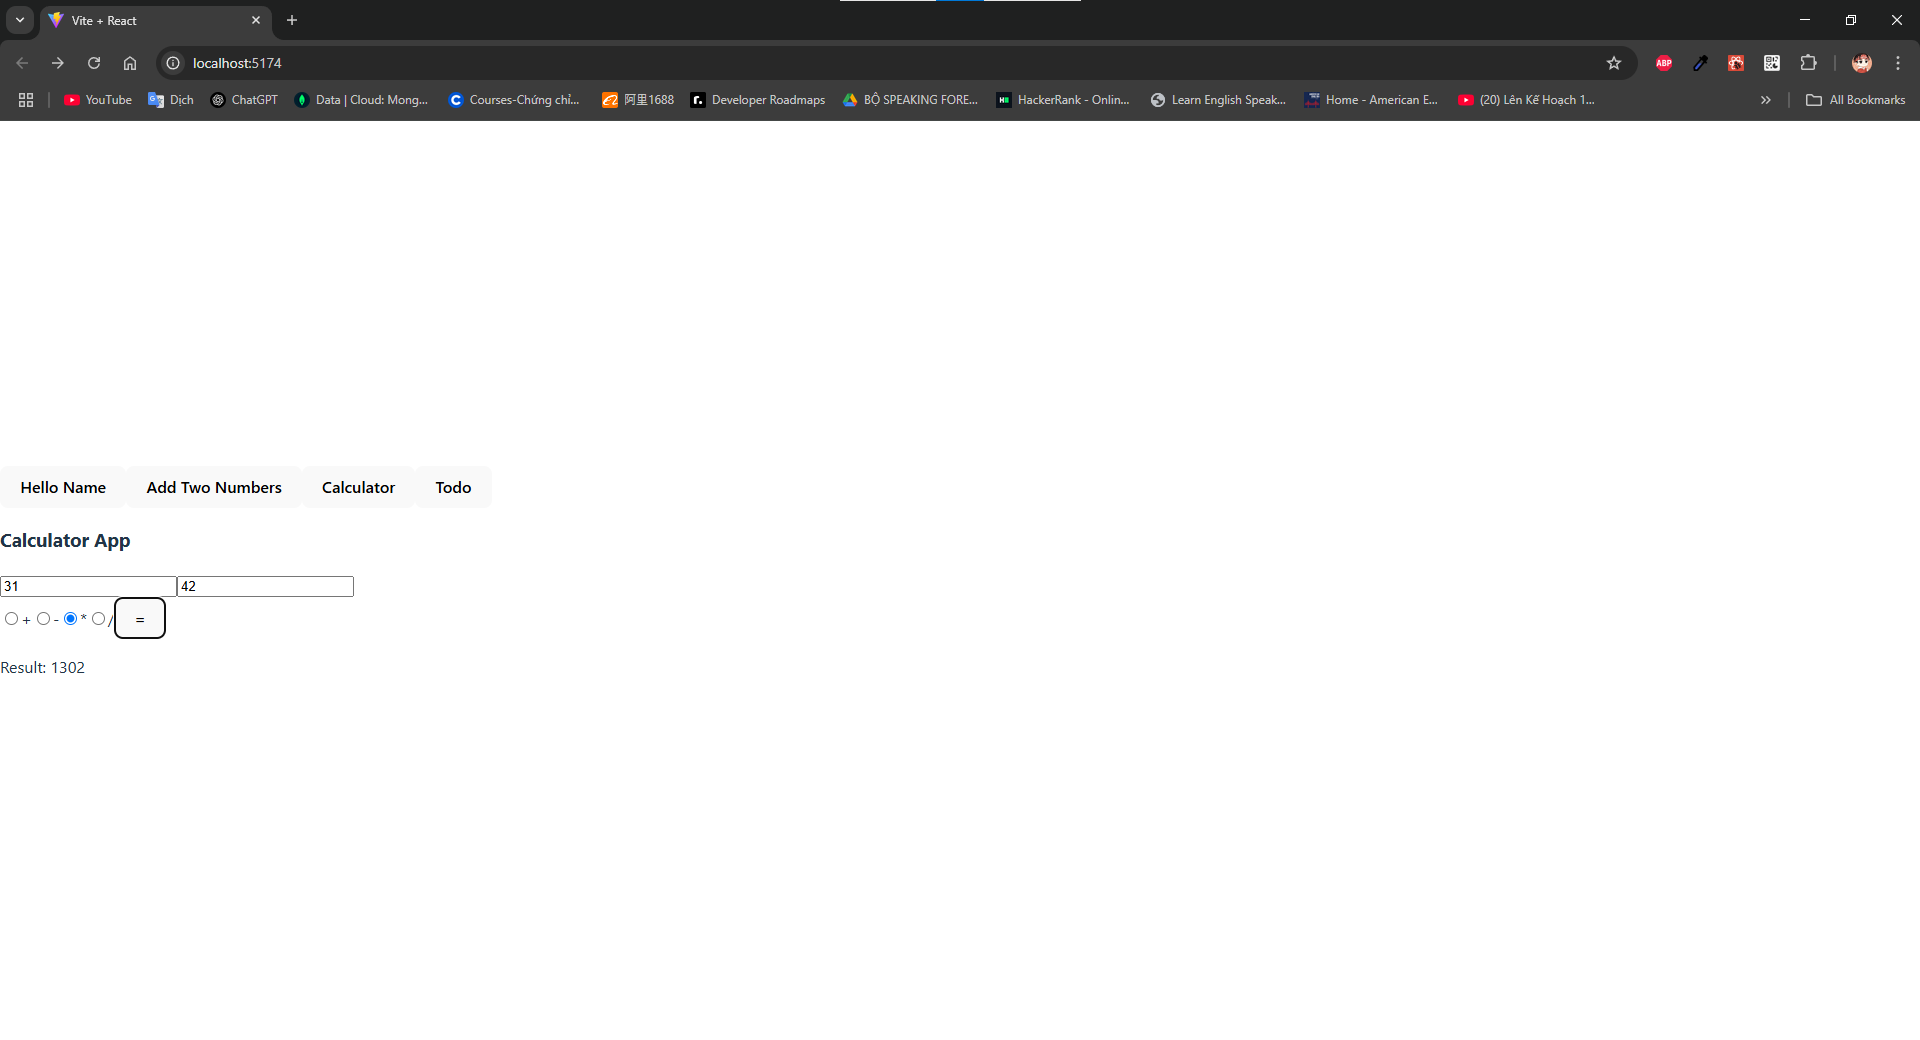 Vite + React
localhost:5174
ABP
YouTube Dịch ChatGPT Data | Cloud: Mong... Courses-Chứng chỉ... 阿里1688 Developer Roadmaps BỘ SPEAKING FORE... HackerRank - Onlin... Learn English Speak... Home - American E... (20) Lên Kế Hoạch 1... All Bookmarks
Hello Name Add Two Numbers Calculator Todo
Calculator App
31 42
+ - * / =
Result: 1302